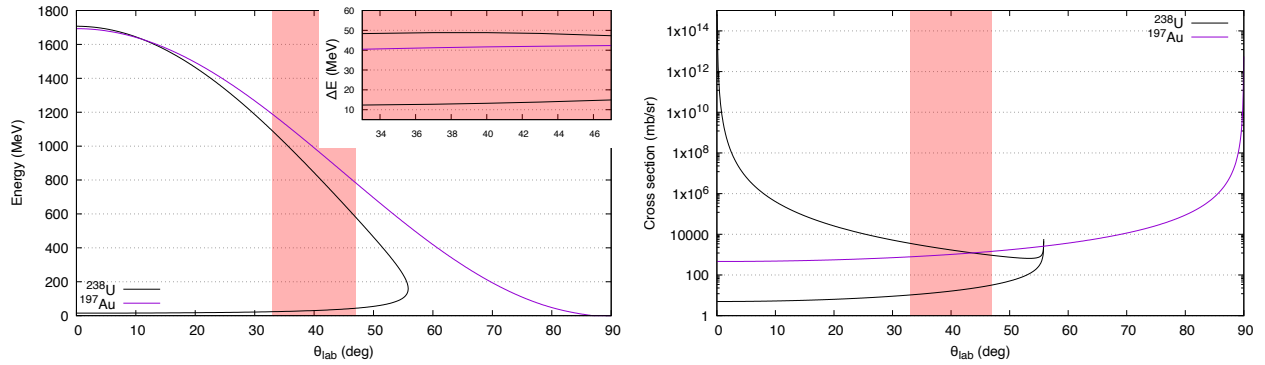 1800
1600
1400
1200
1000
800
600
400
200
0
Energy (MeV)
0 10 20 30 40 50 60 70 80 90
θlab (deg)
238U
197Au
60
50
40
30
20
10
ΔE (MeV)
34 36 38 40 42 44 46
1x10^14
1x10^12
1x10^10
1x10^8
1x10^6
10000
100
1
Cross section (mb/sr)
0 10 20 30 40 50 60 70 80 90
θlab (deg)
238U
197Au